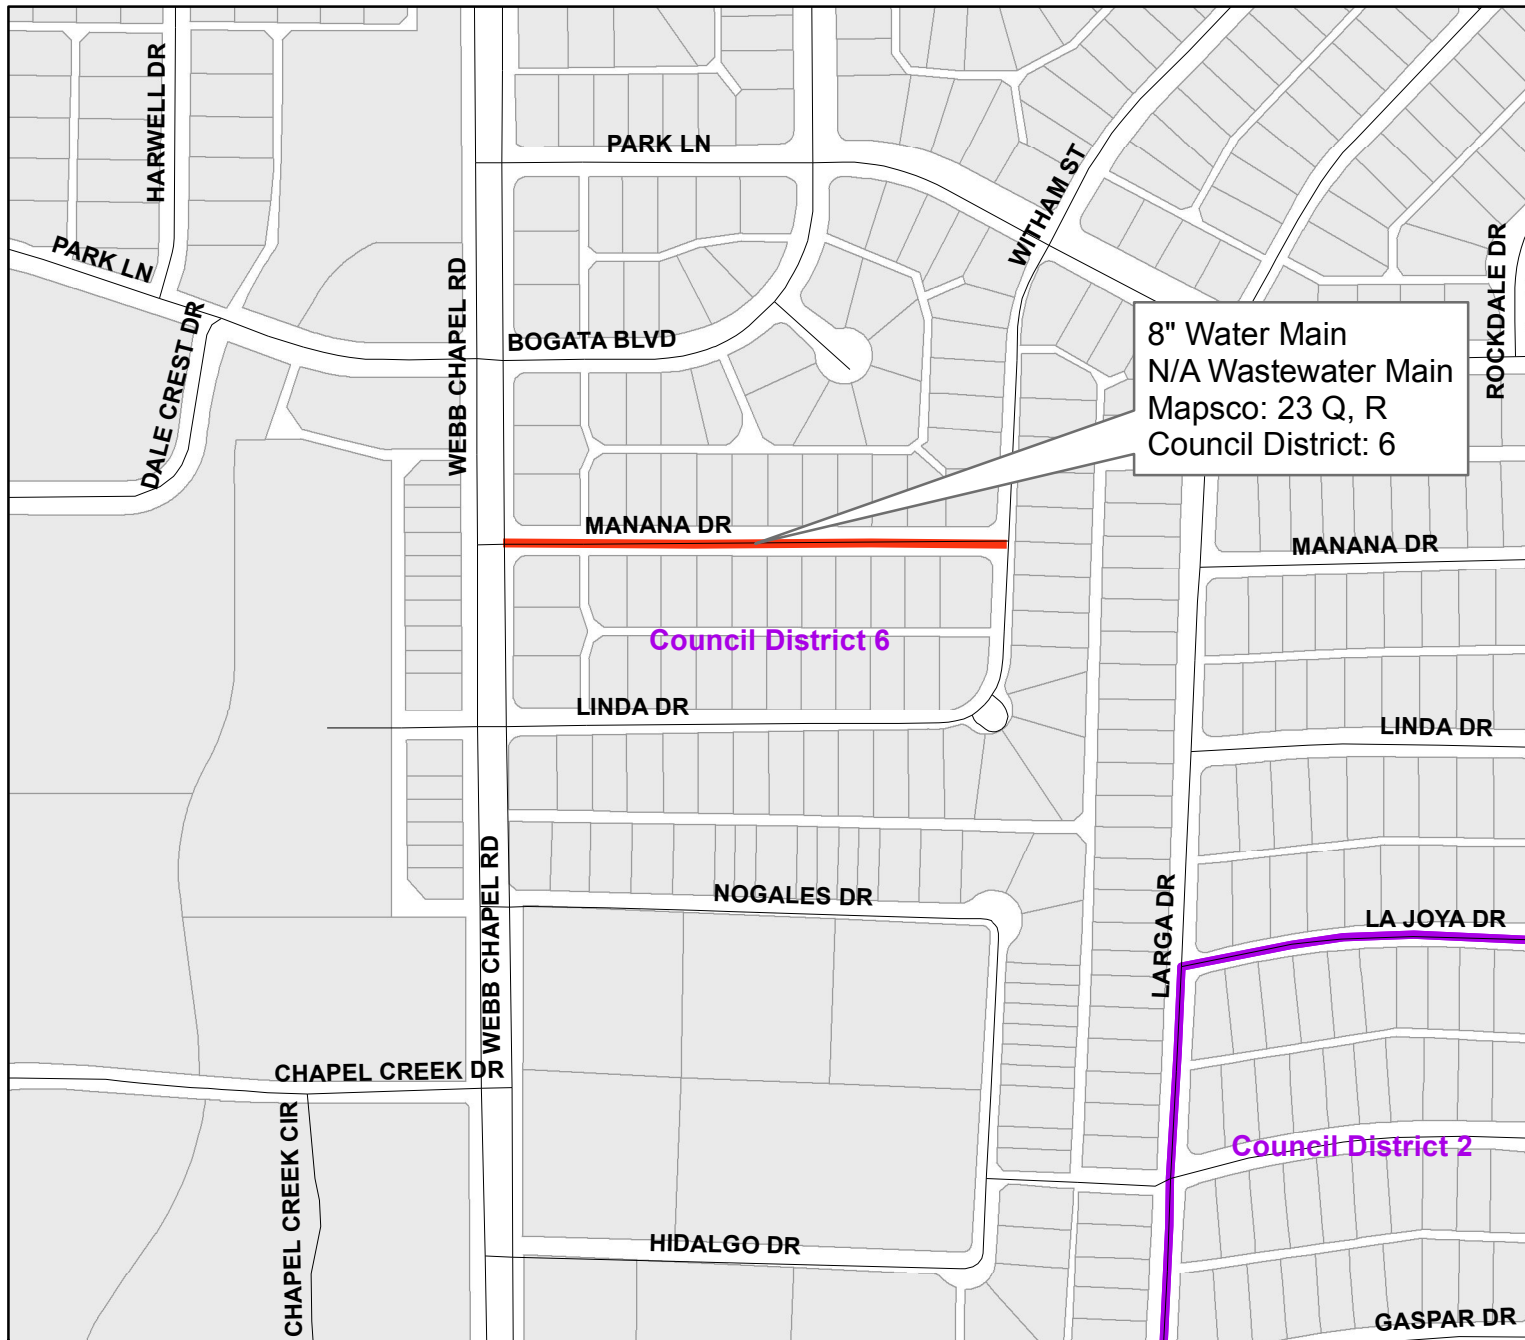 HARWELL DR
PARK LN
WITHAM ST
PARK LN
WEBB CHAPEL RD
ROCKDALE DR
DALE CREST DR
BOGATA BLVD
8" Water Main
N/A Wastewater Main
Mapsco: 23 Q, R
Council District: 6
MANANA DR
MANANA DR
Council District 6
LINDA DR
LINDA DR
WEBB CHAPEL RD
NOGALES DR
LARGA DR
LA JOYA DR
CHAPEL CREEK DR
CHAPEL CREEK CIR
Council District 2
HIDALGO DR
GASPAR DR